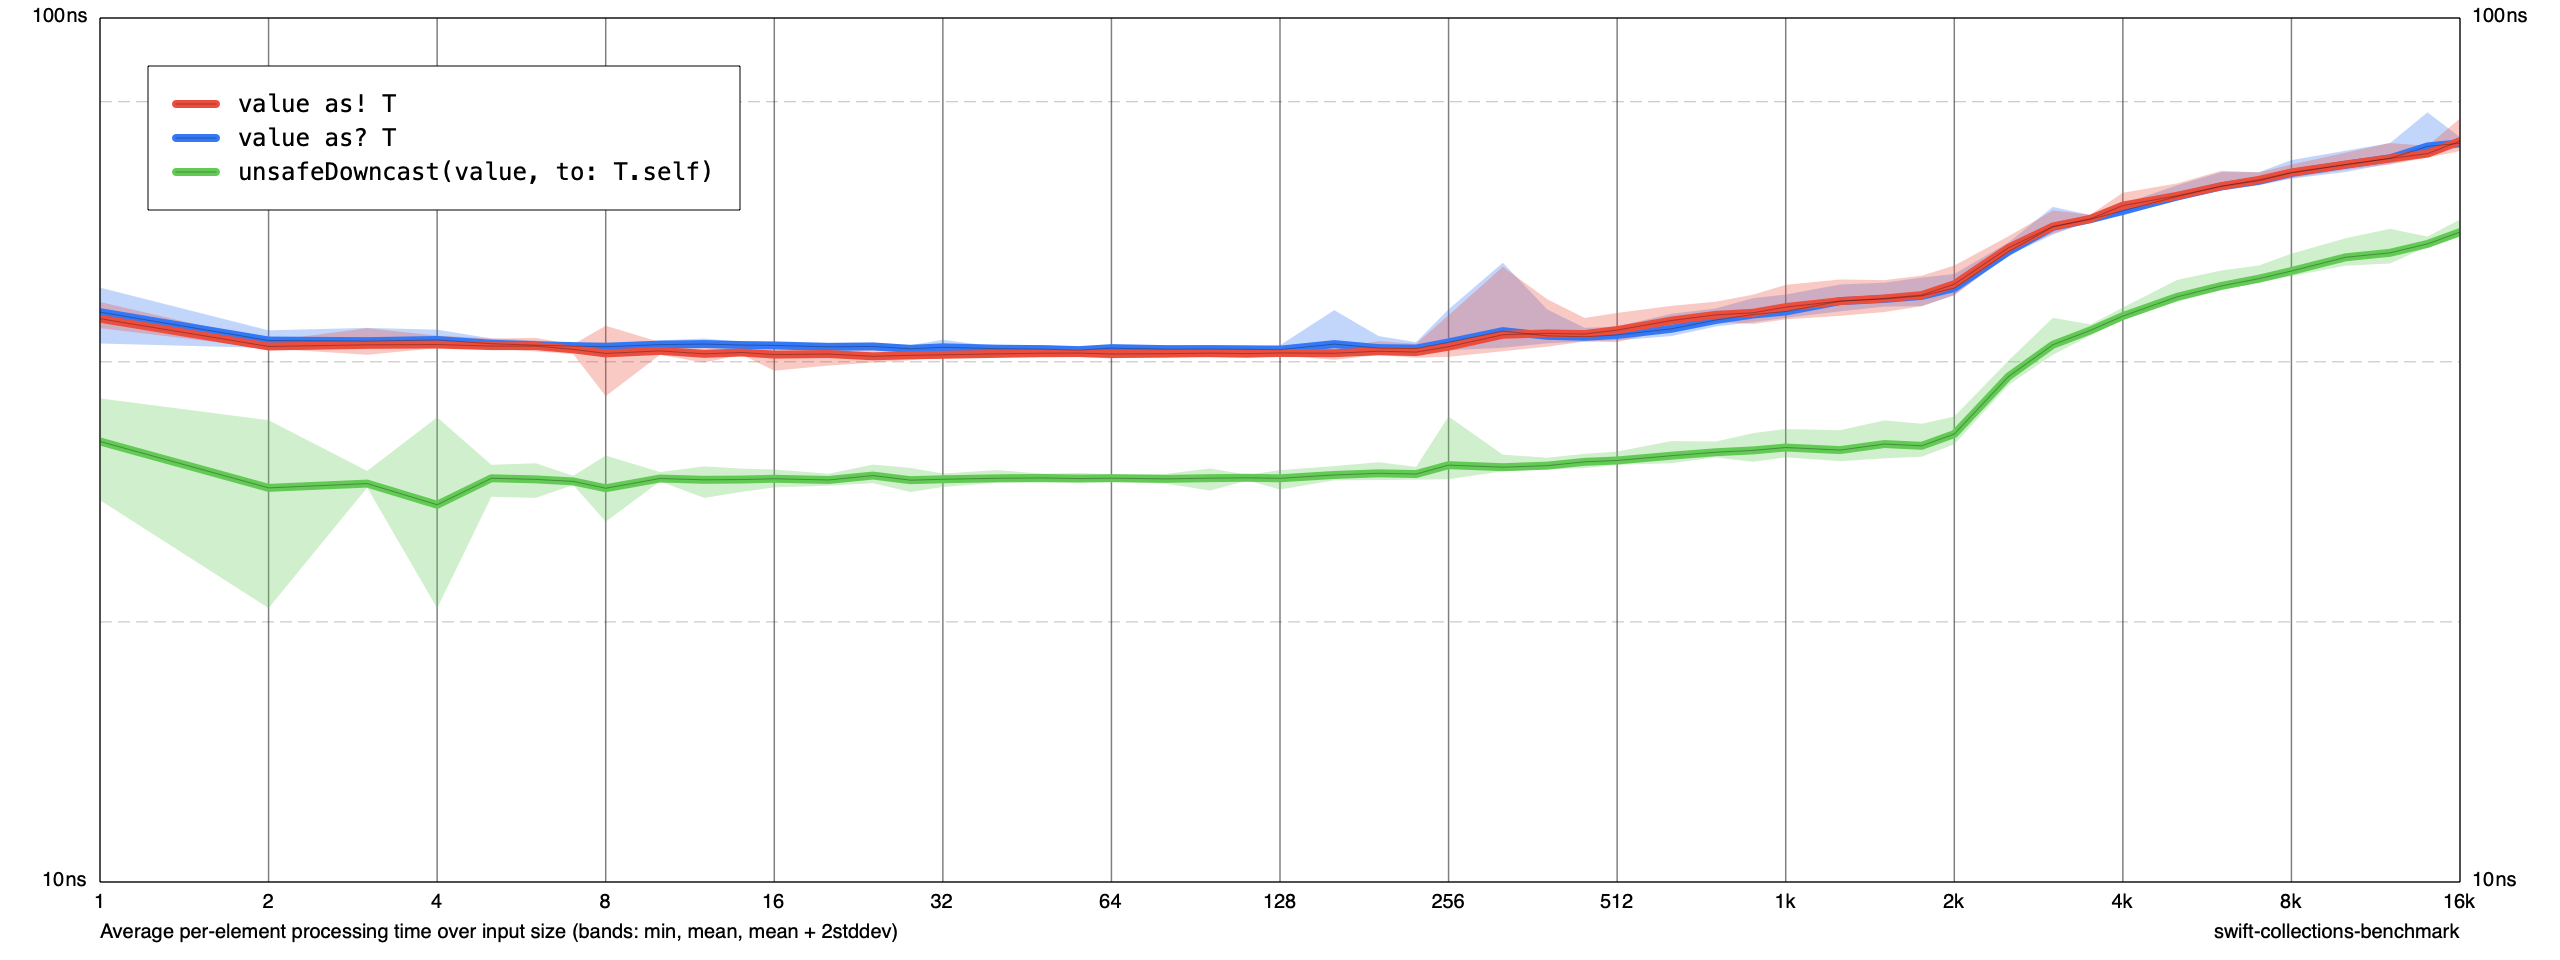 100ns
100ns
value as! T
value as? T
unsafeDowncast(value, to: T.self)
10ns
10ns
1 2 4 8 16 32 64 128 256 512 1k 2k 4k 8k 16k
Average per-element processing time over input size (bands: min, mean, mean + 2stddev)
swift-collections-benchmark